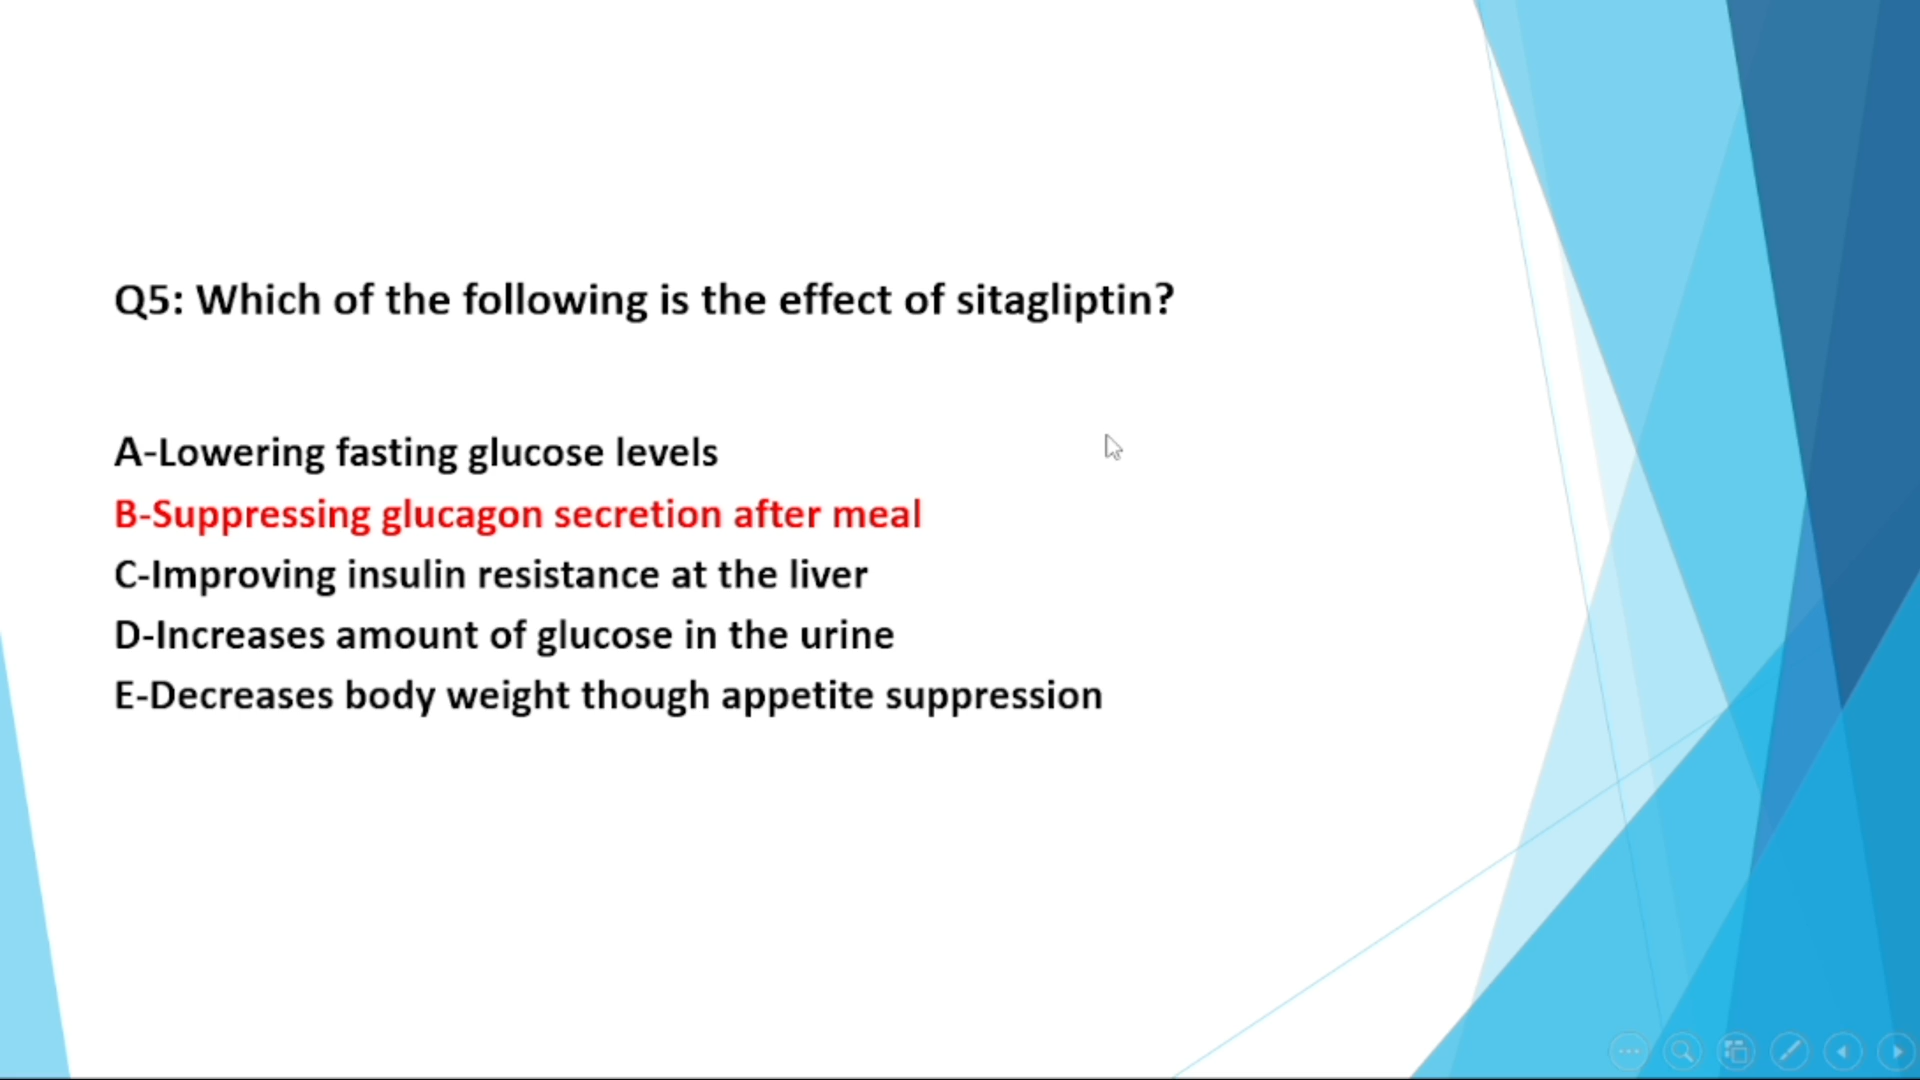 Q5: Which of the following is the effect of sitagliptin?
A-Lowering fasting glucose levels
B-Suppressing glucagon secretion after meal
C-Improving insulin resistance at the liver
D-Increases amount of glucose in the urine
E-Decreases body weight though appetite suppression